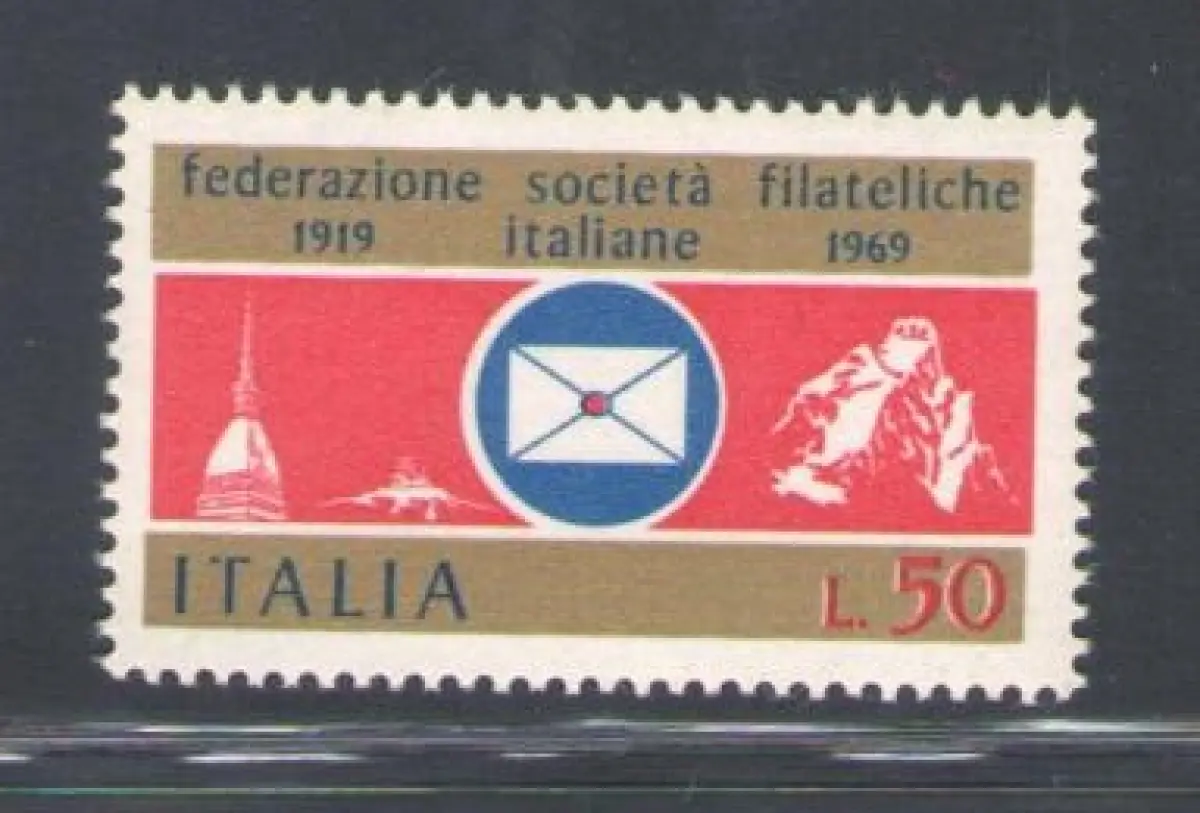 federazione società filateliche
1919 italiane 1969
ITALIA L. 50